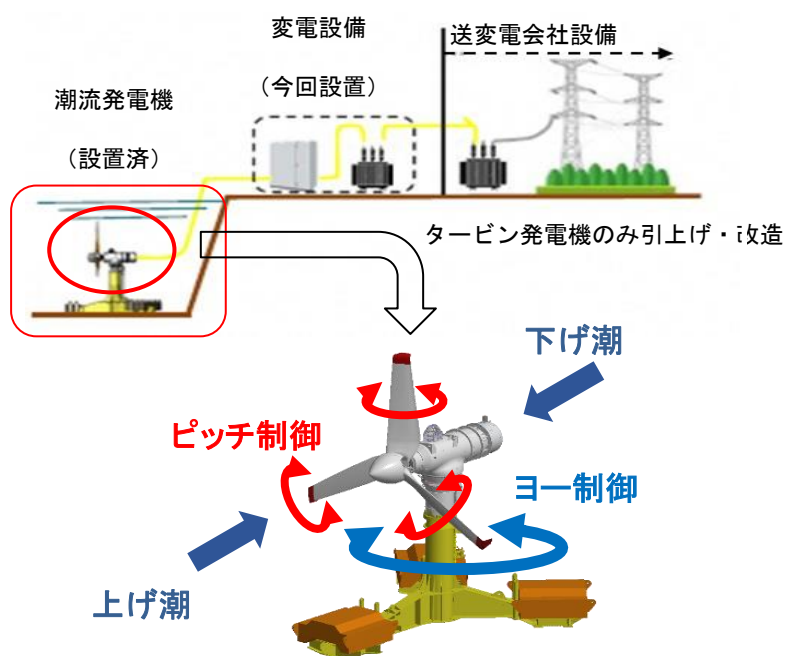 変電設備
(今回設置)
送変電会社設備
潮流発電機
(設置済)
タービン発電機のみ引上げ・改造
下げ潮
ピッチ制御
ヨー制御
上げ潮